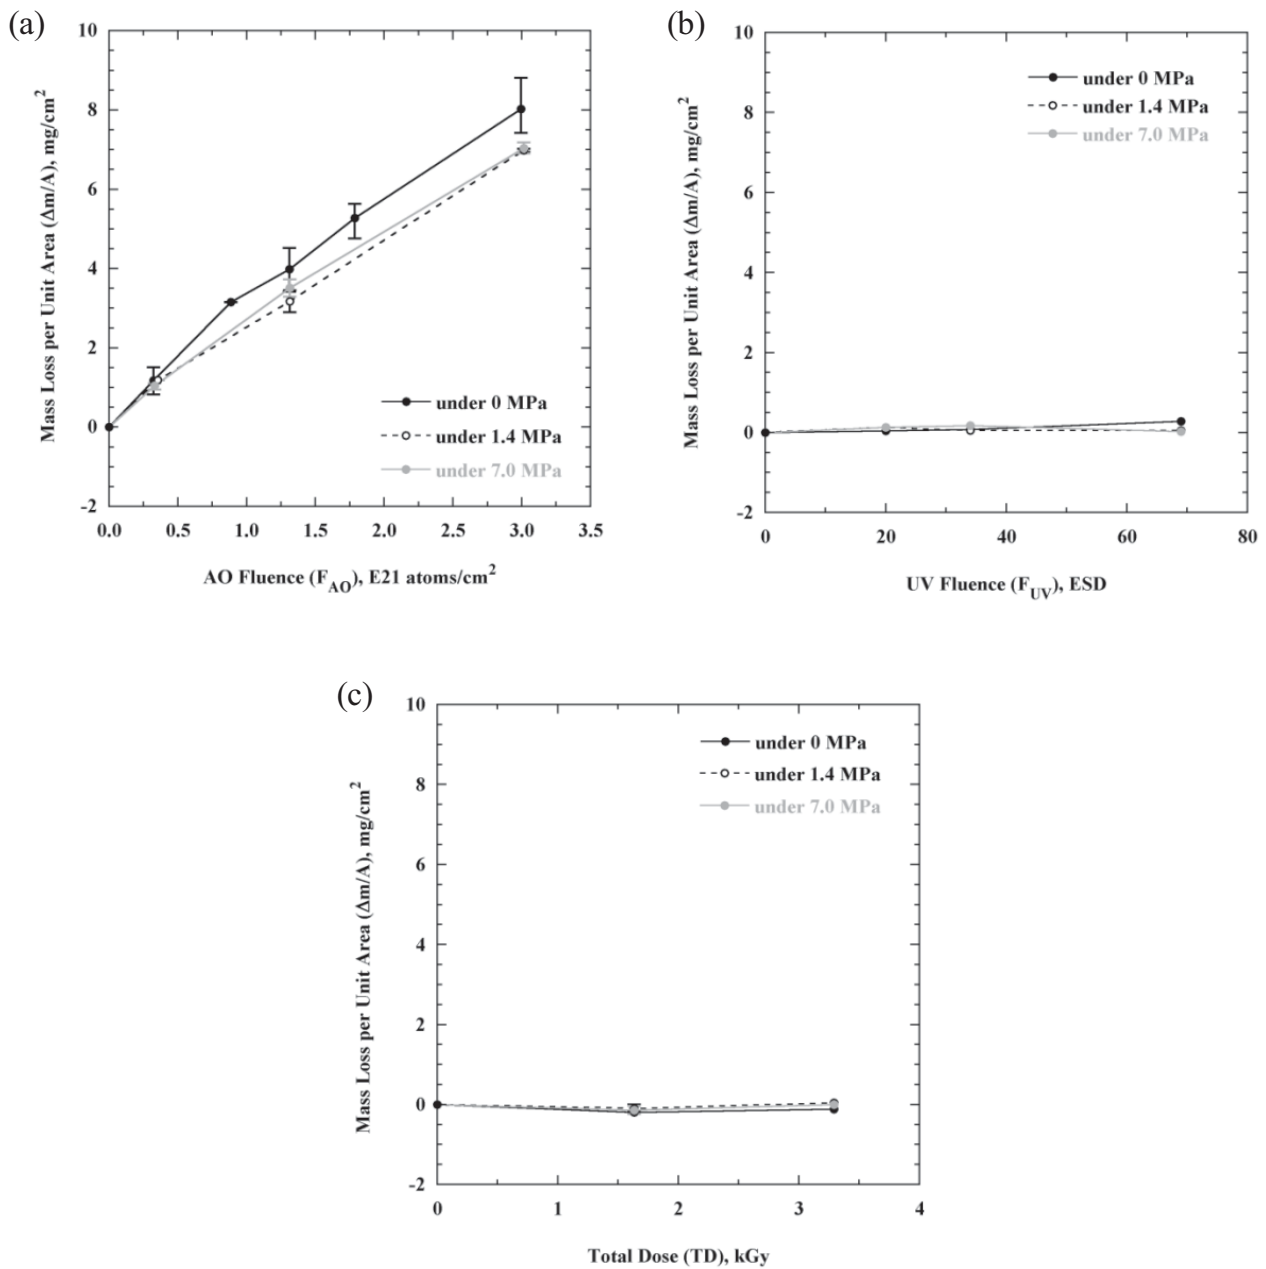 (a)
10
8
6
4
2
0
-2
Mass Loss per Unit Area (Δm/A), mg/cm²
under 0 MPa
under 1.4 MPa
under 7.0 MPa
0.0 0.5 1.0 1.5 2.0 2.5 3.0 3.5
AO Fluence (F_AO), E21 atoms/cm²
(b)
10
8
6
4
2
0
-2
Mass Loss per Unit Area (Δm/A), mg/cm²
under 0 MPa
under 1.4 MPa
under 7.0 MPa
0 20 40 60 80
UV Fluence (F_UV), ESD
(c)
10
8
6
4
2
0
-2
Mass Loss per Unit Area (Δm/A), mg/cm²
under 0 MPa
under 1.4 MPa
under 7.0 MPa
0 1 2 3 4
Total Dose (TD), kGy